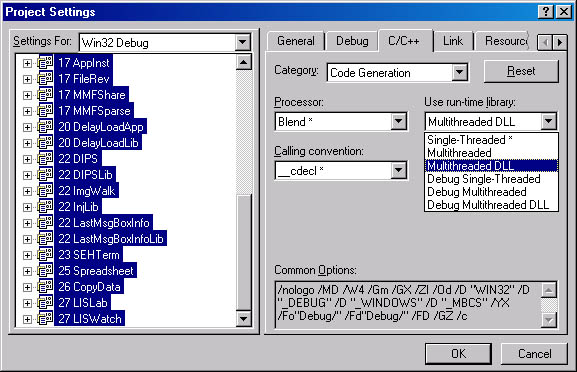 Project Settings
Settings For:
Win32 Debug
17 AppInst
17 FileRev
17 MMFShare
17 MMFSparse
20 DelayLoadApp
20 DelayLoadLib
22 DIPS
22 DIPSLib
22 ImgWalk
22 InjLib
22 LastMsgBoxInfo
22 LastMsgBoxInfoLib
23 SEHTerm
25 Spreadsheet
26 CopyData
27 LISLab
27 LISWatch
General
Debug
C/C++
Link
Resource
Category:
Code Generation
Reset
Processor:
Blend *
Use run-time library:
Multithreaded DLL
Single-Threaded *
Multithreaded
Multithreaded DLL
Debug Single-Threaded
Debug Multithreaded
Debug Multithreaded DLL
Calling convention:
__cdecl *
Common Options:
/nologo /MD /W4 /Gm /GX /ZI /Od /D "WIN32" /D
"_DEBUG" /D "_WINDOWS" /D "_MBCS" /YX
/Fo"Debug/" /Fd"Debug/" /FD /GZ /c
OK
Cancel